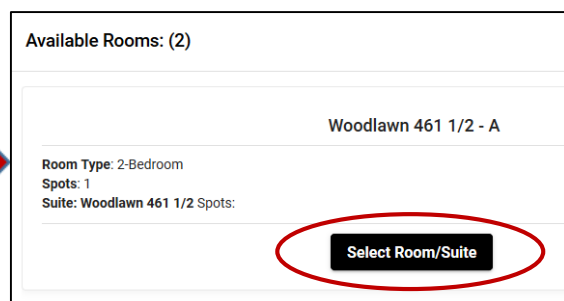 Available Rooms: (2)
Woodlawn 461 1/2 - A
Room Type: 2-Bedroom
Spots: 1
Suite: Woodlawn 461 1/2 Spots:
Select Room/Suite